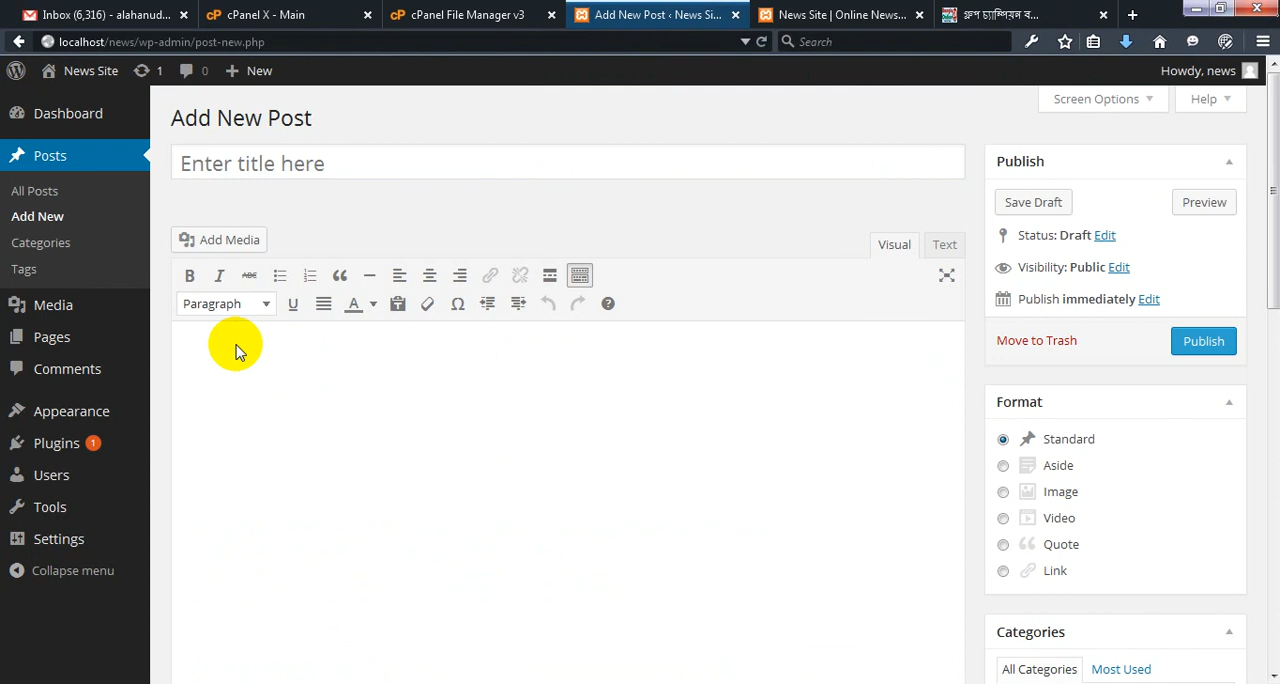 Inbox (6,316) - alahanud... cPanel X - Main cPanel File Manager v3 Add New Post ‹ News Si... News Site | Online News... গ্রুপ চ্যাম্পিয়ন ব...
localhost/news/wp-admin/post-new.php Search
News Site 1 0 New Howdy, news
Screen Options Help
Dashboard
Posts
All Posts
Add New
Categories
Tags
Media
Pages
Comments
Appearance
Plugins 1
Users
Tools
Settings
Collapse menu
Add New Post
Enter title here
Add Media Visual Text
B I ABC
Paragraph U A Ω ?
Publish
Save Draft Preview
Status: Draft Edit
Visibility: Public Edit
Publish immediately Edit
Move to Trash Publish
Format
Standard
Aside
Image
Video
Quote
Link
Categories
All Categories Most Used